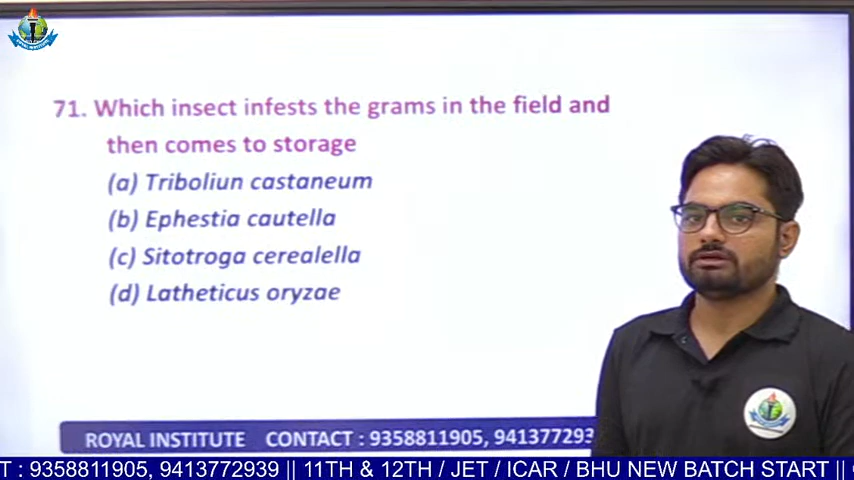 71. Which insect infests the grams in the field and
then comes to storage
(a) Triboliun castaneum
(b) Ephestia cautella
(c) Sitotroga cerealella
(d) Latheticus oryzae
ROYAL INSTITUTE CONTACT : 9358811905, 941377293
T : 9358811905, 9413772939 || 11TH & 12TH / JET / ICAR / BHU NEW BATCH START ||